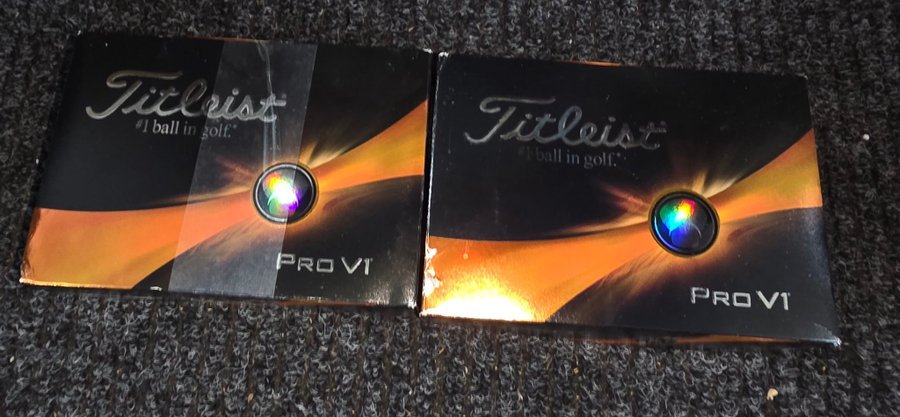 Titleist
#1 ball in golf.*
PRO V1
Titleist
#1 ball in golf.*
PRO V1